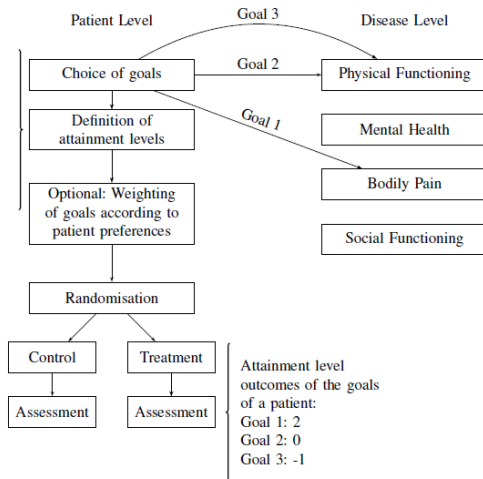 Patient Level
Disease Level
Goal 3
Choice of goals
Goal 2
Physical Functioning
Definition of
attainment levels
Goal 1
Mental Health
Bodily Pain
Optional: Weighting
of goals according to
patient preferences
Social Functioning
Randomisation
Control
Treatment
Assessment
Assessment
Attainment level
outcomes of the goals
of a patient:
Goal 1: 2
Goal 2: 0
Goal 3: -1